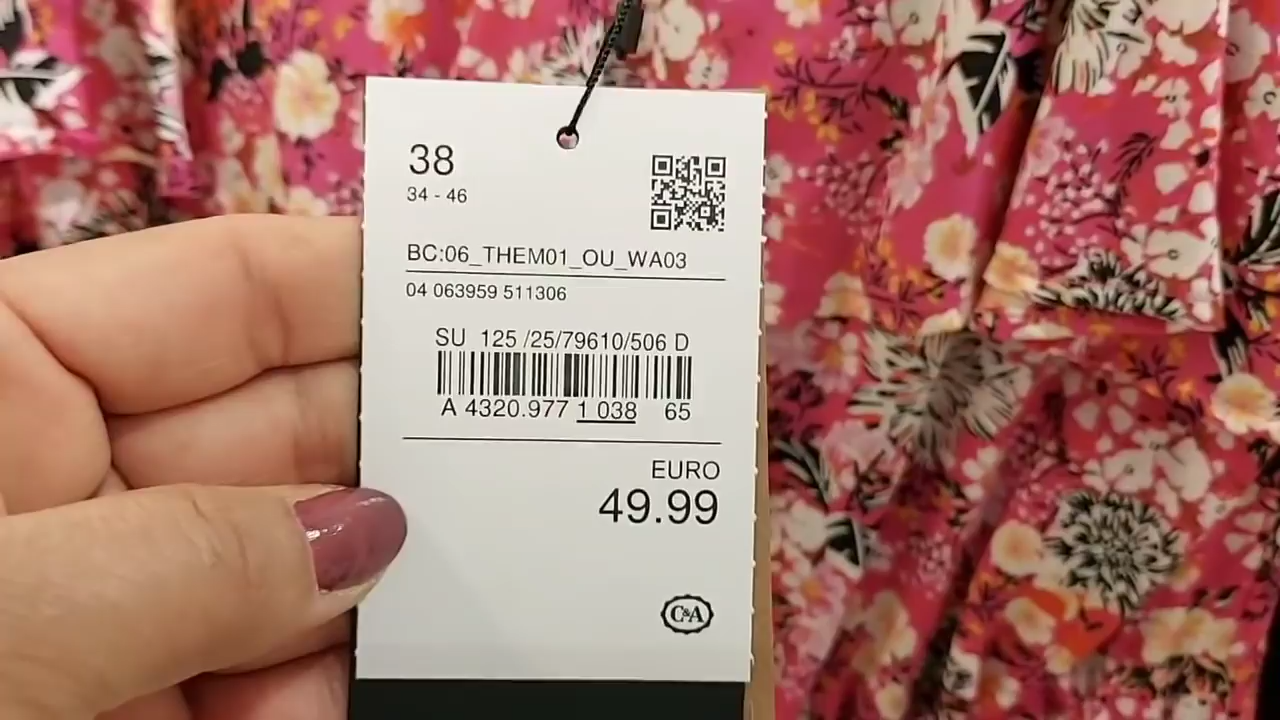 38
34 - 46
BC:06_THEM01_OU_WA03
04 063959 511306
SU 125 /25/79610/506 D
A 4320.977 1 038 65
EURO
49.99
C&A